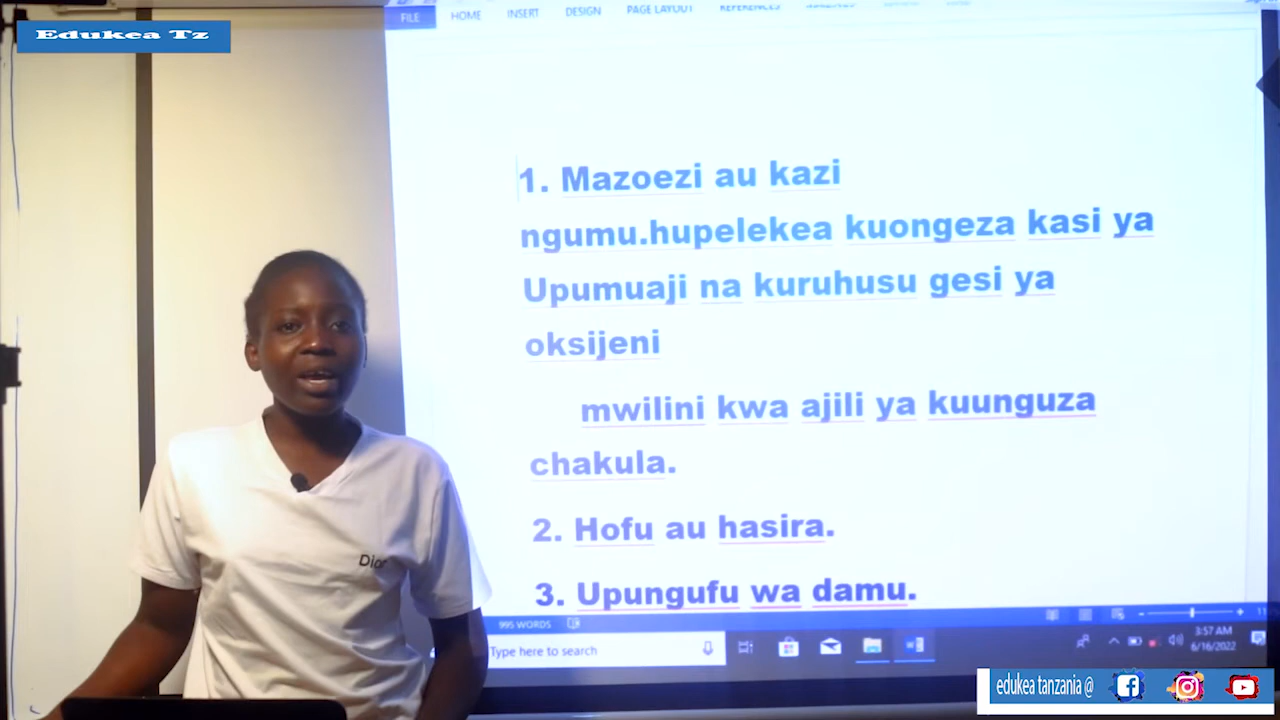 Edukea Tz
FILE HOME INSERT DESIGN PAGE LAYOUT REFERENCES
1. Mazoezi au kazi
ngumu.hupelekea kuongeza kasi ya
Upumuaji na kuruhusu gesi ya
oksijeni
mwilini kwa ajili ya kuunguza
chakula.
2. Hofu au hasira.
3. Upungufu wa damu.
Dior
995 WORDS
Type here to search
3:57 AM
6/16/2022
edukea tanzania @